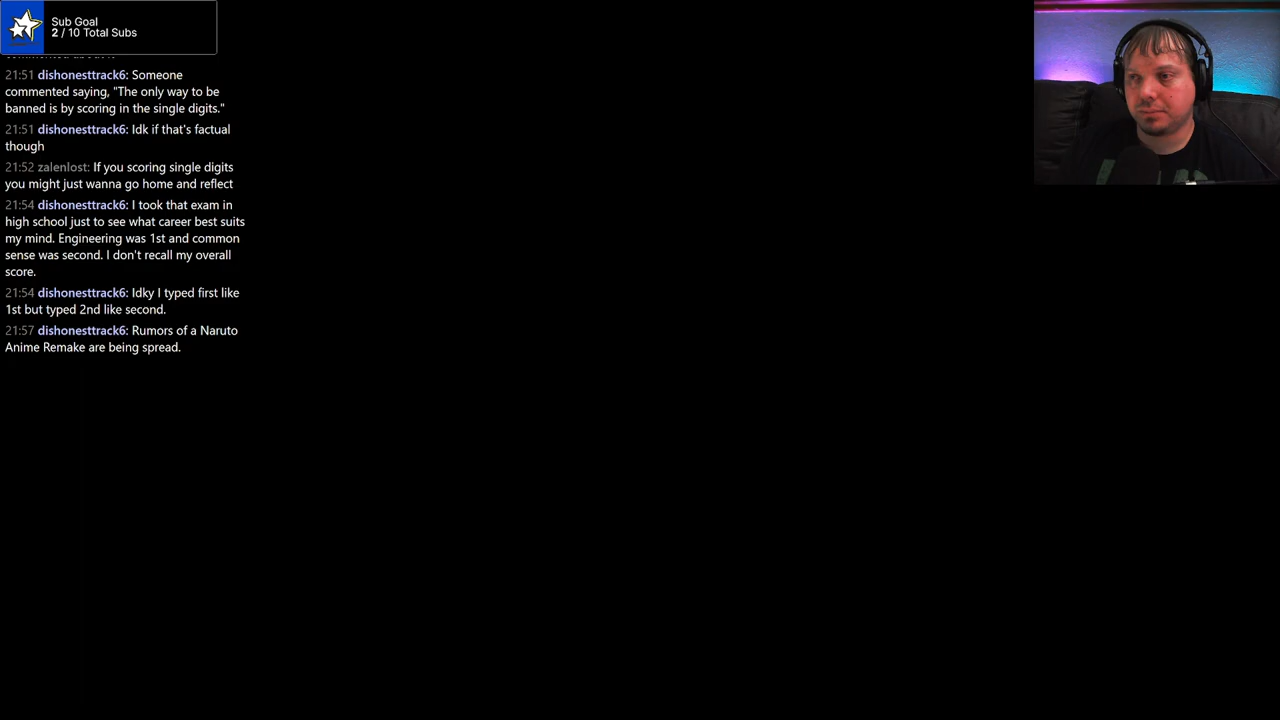 Sub Goal
2 / 10 Total Subs
21:51 dishonesttrack6: Someone
commented saying, "The only way to be
banned is by scoring in the single digits."
21:51 dishonesttrack6: Idk if that's factual
though
21:52 zalenlost: If you scoring single digits
you might just wanna go home and reflect
21:54 dishonesttrack6: I took that exam in
high school just to see what career best suits
my mind. Engineering was 1st and common
sense was second. I don't recall my overall
score.
21:54 dishonesttrack6: Idky I typed first like
1st but typed 2nd like second.
21:57 dishonesttrack6: Rumors of a Naruto
Anime Remake are being spread.